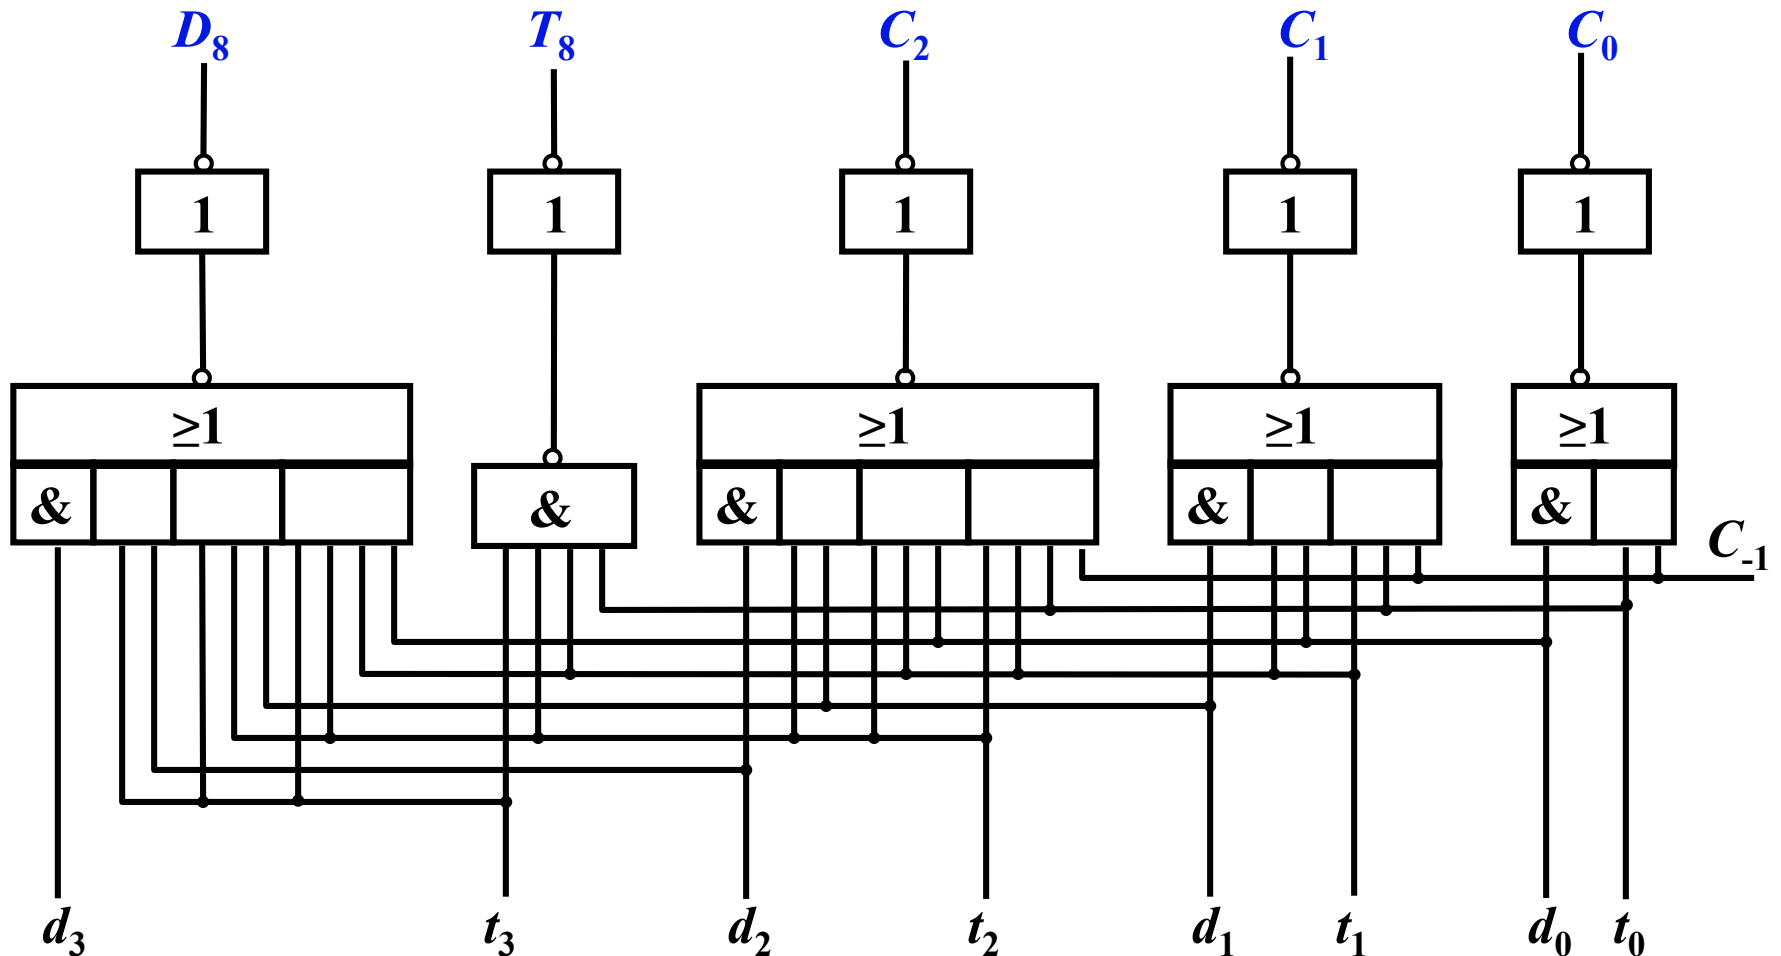 D8 T8 C2 C1 C0
1 1 1 1 1
≥1 ≥1 ≥1 ≥1
& & & & &
C-1
d3 t3 d2 t2 d1 t1 d0 t0